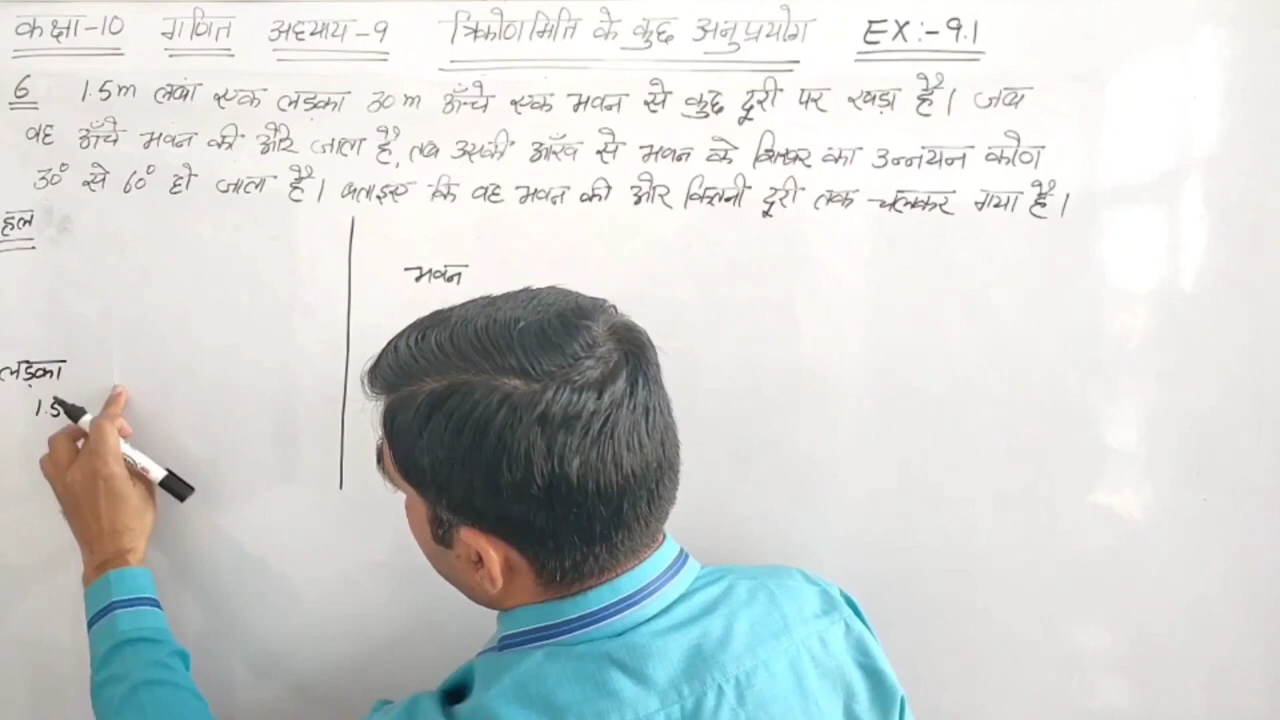 कक्षा-10 गणित अध्याय-9 त्रिकोणमिति के कुछ अनुप्रयोग EX:-9.1
6 1.5m लंबा एक लड़का 30m ऊँचे एक भवन से कुछ दूरी पर खड़ा है। जब
वह ऊँचे भवन की और जाता है, तब उसकी आँख से भवन के शिखर का उन्नयन कोण
30° से 60° हो जाता है। बताइए कि वह भवन की और कितनी दूरी तक चलकर गया है।
हल
भवन
लड़का
1.5